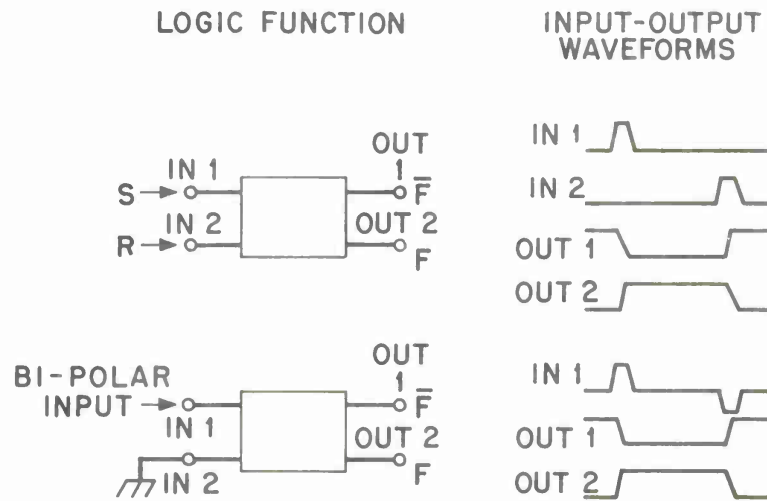 LOGIC FUNCTION
INPUT-OUTPUT
WAVEFORMS
OUT
1
IN 1
S
F̅
IN 2
OUT 2
R
F
IN 1
IN 2
OUT 1
OUT 2
OUT
1
BI-POLAR
INPUT
F̅
IN 1
OUT 2
F
IN 2
IN 1
OUT 1
OUT 2